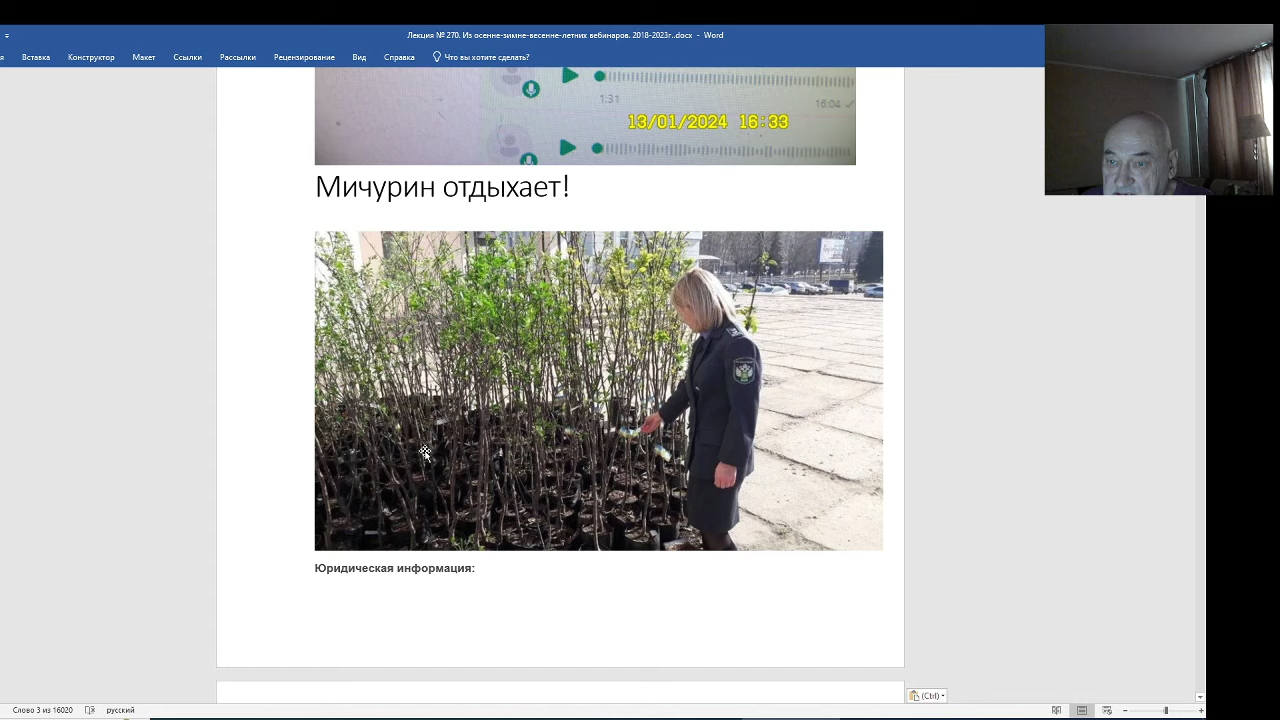 Лекция № 270. Из осенне-зимне-весенне-летних вебинаров. 2018-2023г..docx - Word
я Вставка Конструктор Макет Ссылки Рассылки Рецензирование Вид Справка Что вы хотите сделать?
1:31 16:04
13/01/2024 16:33
Мичурин отдыхает!
Юридическая информация:
(Ctrl)
Слово 3 из 16020 русский